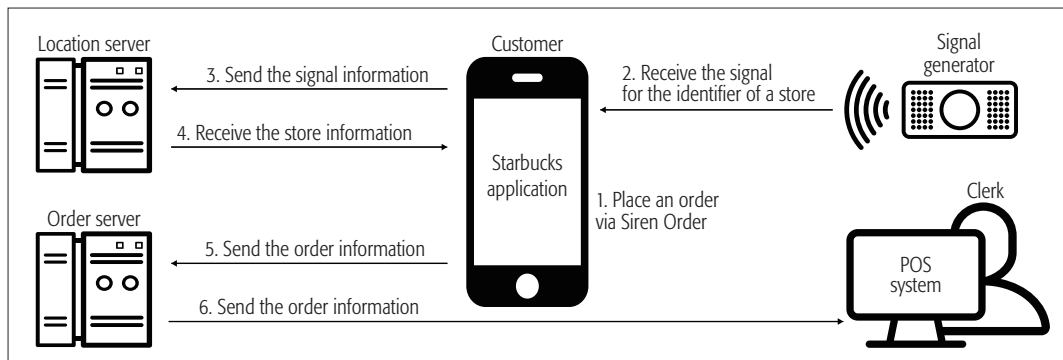 Location server
Customer
Signal
generator
3. Send the signal information
2. Receive the signal
for the identifier of a store
4. Receive the store information
Starbucks
application
1. Place an order
via Siren Order
Clerk
Order server
5. Send the order information
POS
system
6. Send the order information